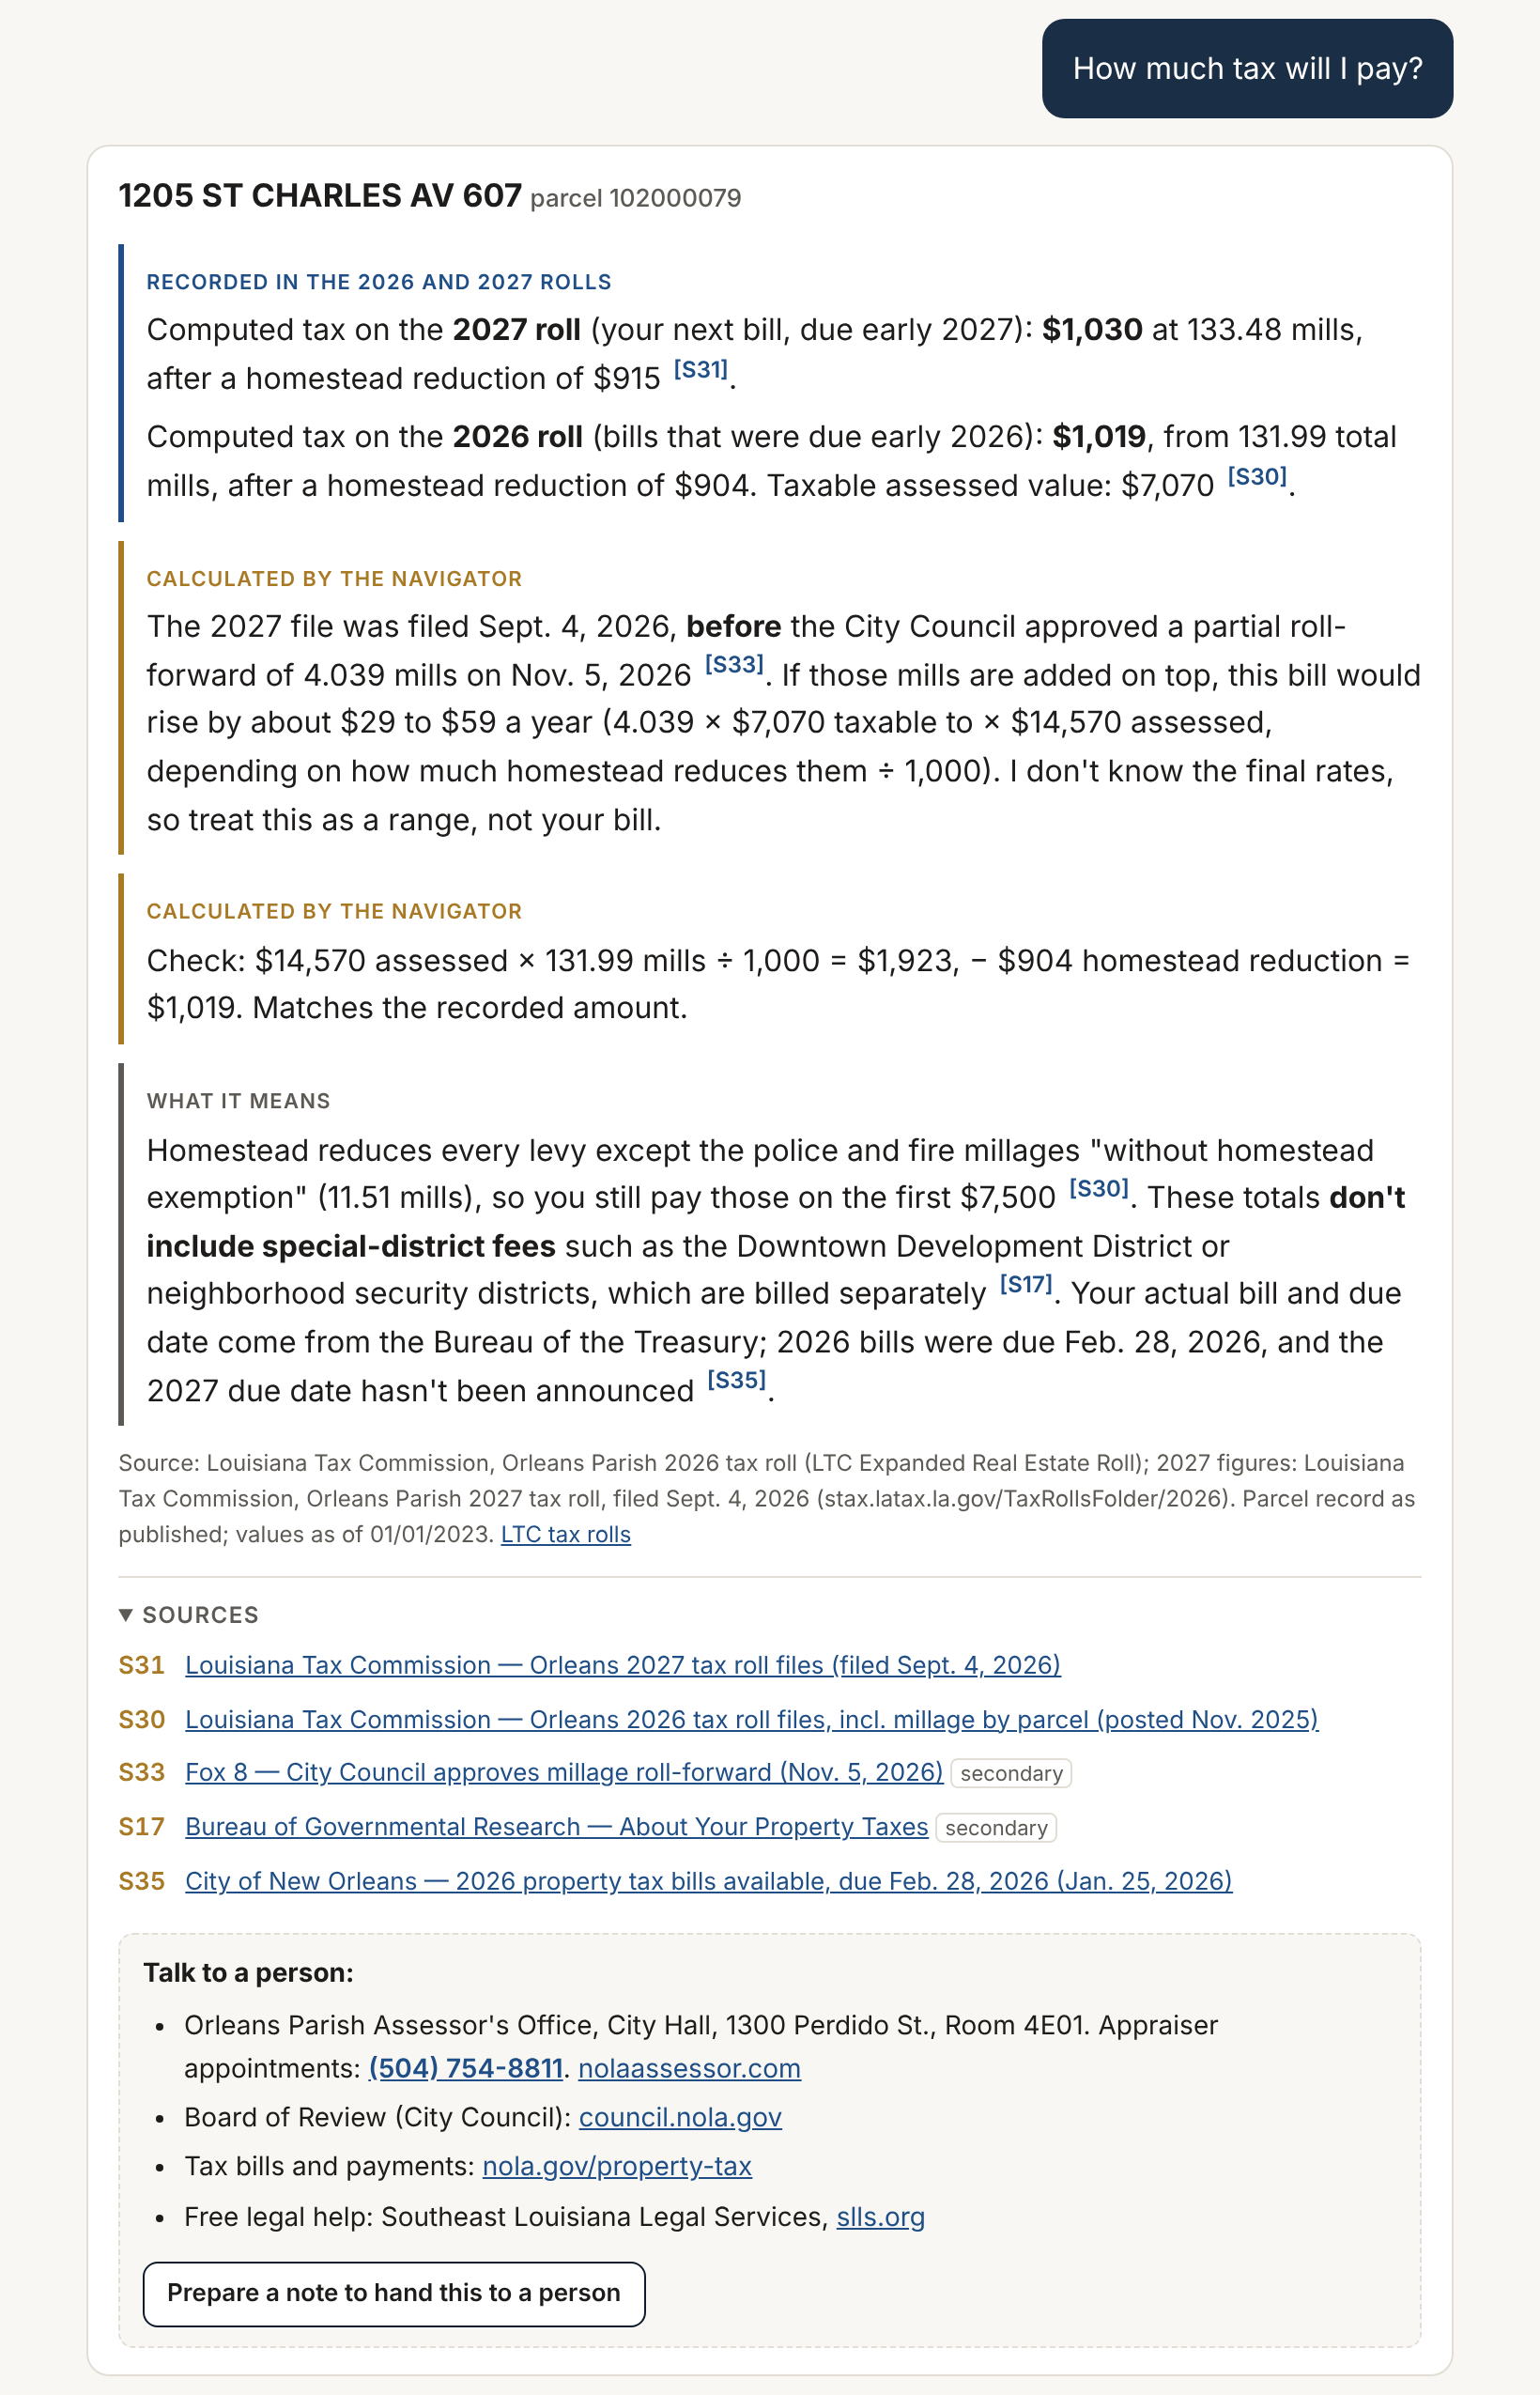 How much tax will I pay?
1205 ST CHARLES AV 607 parcel 102000079
RECORDED IN THE 2026 AND 2027 ROLLS
Computed tax on the 2027 roll (your next bill, due early 2027): $1,030 at 133.48 mills,
after a homestead reduction of $915 [S31].
Computed tax on the 2026 roll (bills that were due early 2026): $1,019, from 131.99 total
mills, after a homestead reduction of $904. Taxable assessed value: $7,070 [S30].
CALCULATED BY THE NAVIGATOR
The 2027 file was filed Sept. 4, 2026, before the City Council approved a partial roll-
forward of 4.039 mills on Nov. 5, 2026 [S33]. If those mills are added on top, this bill would
rise by about $29 to $59 a year (4.039 × $7,070 taxable to × $14,570 assessed,
depending on how much homestead reduces them ÷ 1,000). I don't know the final rates,
so treat this as a range, not your bill.
CALCULATED BY THE NAVIGATOR
Check: $14,570 assessed × 131.99 mills ÷ 1,000 = $1,923, − $904 homestead reduction =
$1,019. Matches the recorded amount.
WHAT IT MEANS
Homestead reduces every levy except the police and fire millages "without homestead
exemption" (11.51 mills), so you still pay those on the first $7,500 [S30]. These totals don't
include special-district fees such as the Downtown Development District or
neighborhood security districts, which are billed separately [S17]. Your actual bill and due
date come from the Bureau of the Treasury; 2026 bills were due Feb. 28, 2026, and the
2027 due date hasn't been announced [S35].
Source: Louisiana Tax Commission, Orleans Parish 2026 tax roll (LTC Expanded Real Estate Roll); 2027 figures: Louisiana
Tax Commission, Orleans Parish 2027 tax roll, filed Sept. 4, 2026 (stax.latax.la.gov/TaxRollsFolder/2026). Parcel record as
published; values as of 01/01/2023. LTC tax rolls
▼ SOURCES
S31 Louisiana Tax Commission — Orleans 2027 tax roll files (filed Sept. 4, 2026)
S30 Louisiana Tax Commission — Orleans 2026 tax roll files, incl. millage by parcel (posted Nov. 2025)
S33 Fox 8 — City Council approves millage roll-forward (Nov. 5, 2026) secondary
S17 Bureau of Governmental Research — About Your Property Taxes secondary
S35 City of New Orleans — 2026 property tax bills available, due Feb. 28, 2026 (Jan. 25, 2026)
Talk to a person:
• Orleans Parish Assessor's Office, City Hall, 1300 Perdido St., Room 4E01. Appraiser
appointments: (504) 754-8811. nolaassessor.com
• Board of Review (City Council): council.nola.gov
• Tax bills and payments: nola.gov/property-tax
• Free legal help: Southeast Louisiana Legal Services, slls.org
Prepare a note to hand this to a person